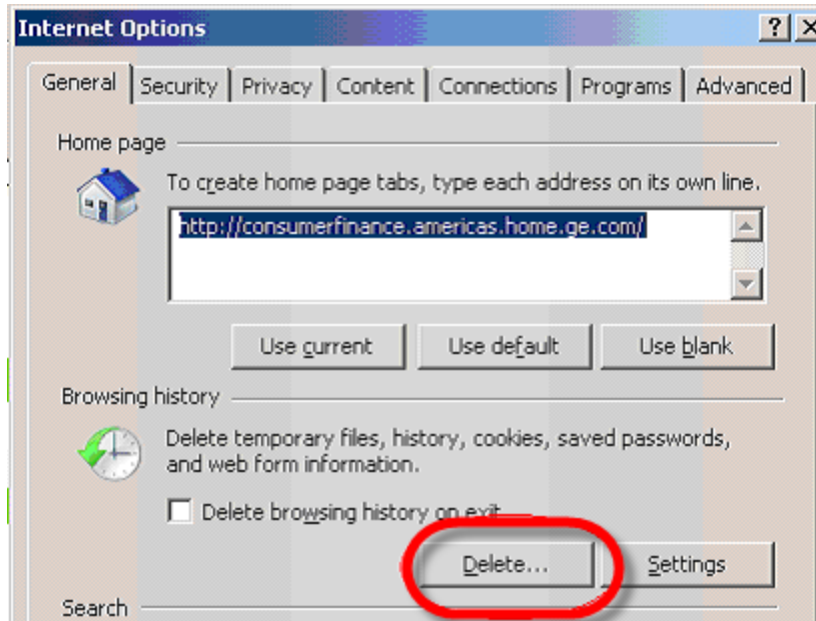 Internet Options
General Security Privacy Content Connections Programs Advanced
Home page
To create home page tabs, type each address on its own line.
http://consumerfinance.americas.home.ge.com/
Use current Use default Use blank
Browsing history
Delete temporary files, history, cookies, saved passwords,
and web form information.
Delete browsing history on exit
Delete... Settings
Search